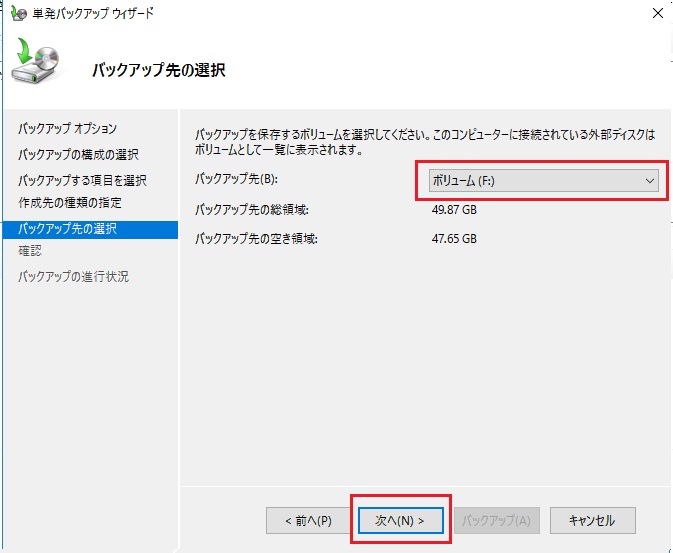 単発バックアップ ウィザード
バックアップ先の選択
バックアップ オプション
バックアップの構成の選択
バックアップする項目を選択
作成先の種類の指定
バックアップ先の選択
確認
バックアップの進行状況
バックアップを保存するボリュームを選択してください。このコンピューターに接続されている外部ディスクは
ボリュームとして一覧に表示されます。
バックアップ先(B):
ボリューム (F:)
バックアップ先の総領域:
49.87 GB
バックアップ先の空き領域:
47.65 GB
< 前へ(P)
次へ(N) >
バックアップ(A)
キャンセル